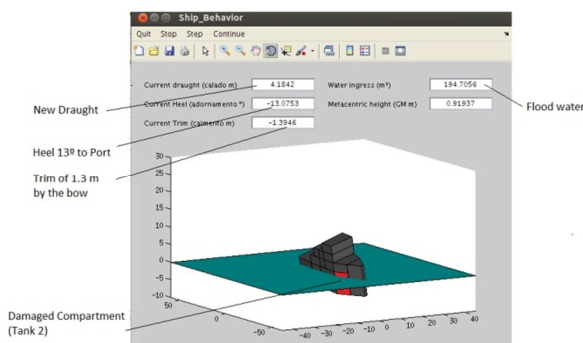 Ship_Behavior
Quit Stop Step Continue
Current draught (calado m) 4.1842 Water ingress (m³) 194.7056
Current Heel (adornamento º) -13.0753 Metacentric height (GM m) 0.91937
Current Trim (caimento m) -1.3946
New Draught
Heel 13º to Port
Trim of 1.3 m
by the bow
Flood water
Damaged Compartment
(Tank 2)
30
25
20
15
10
5
0
-5
-10
50
0
-50
-40 -30 -20 -10 0 10 20 30 40